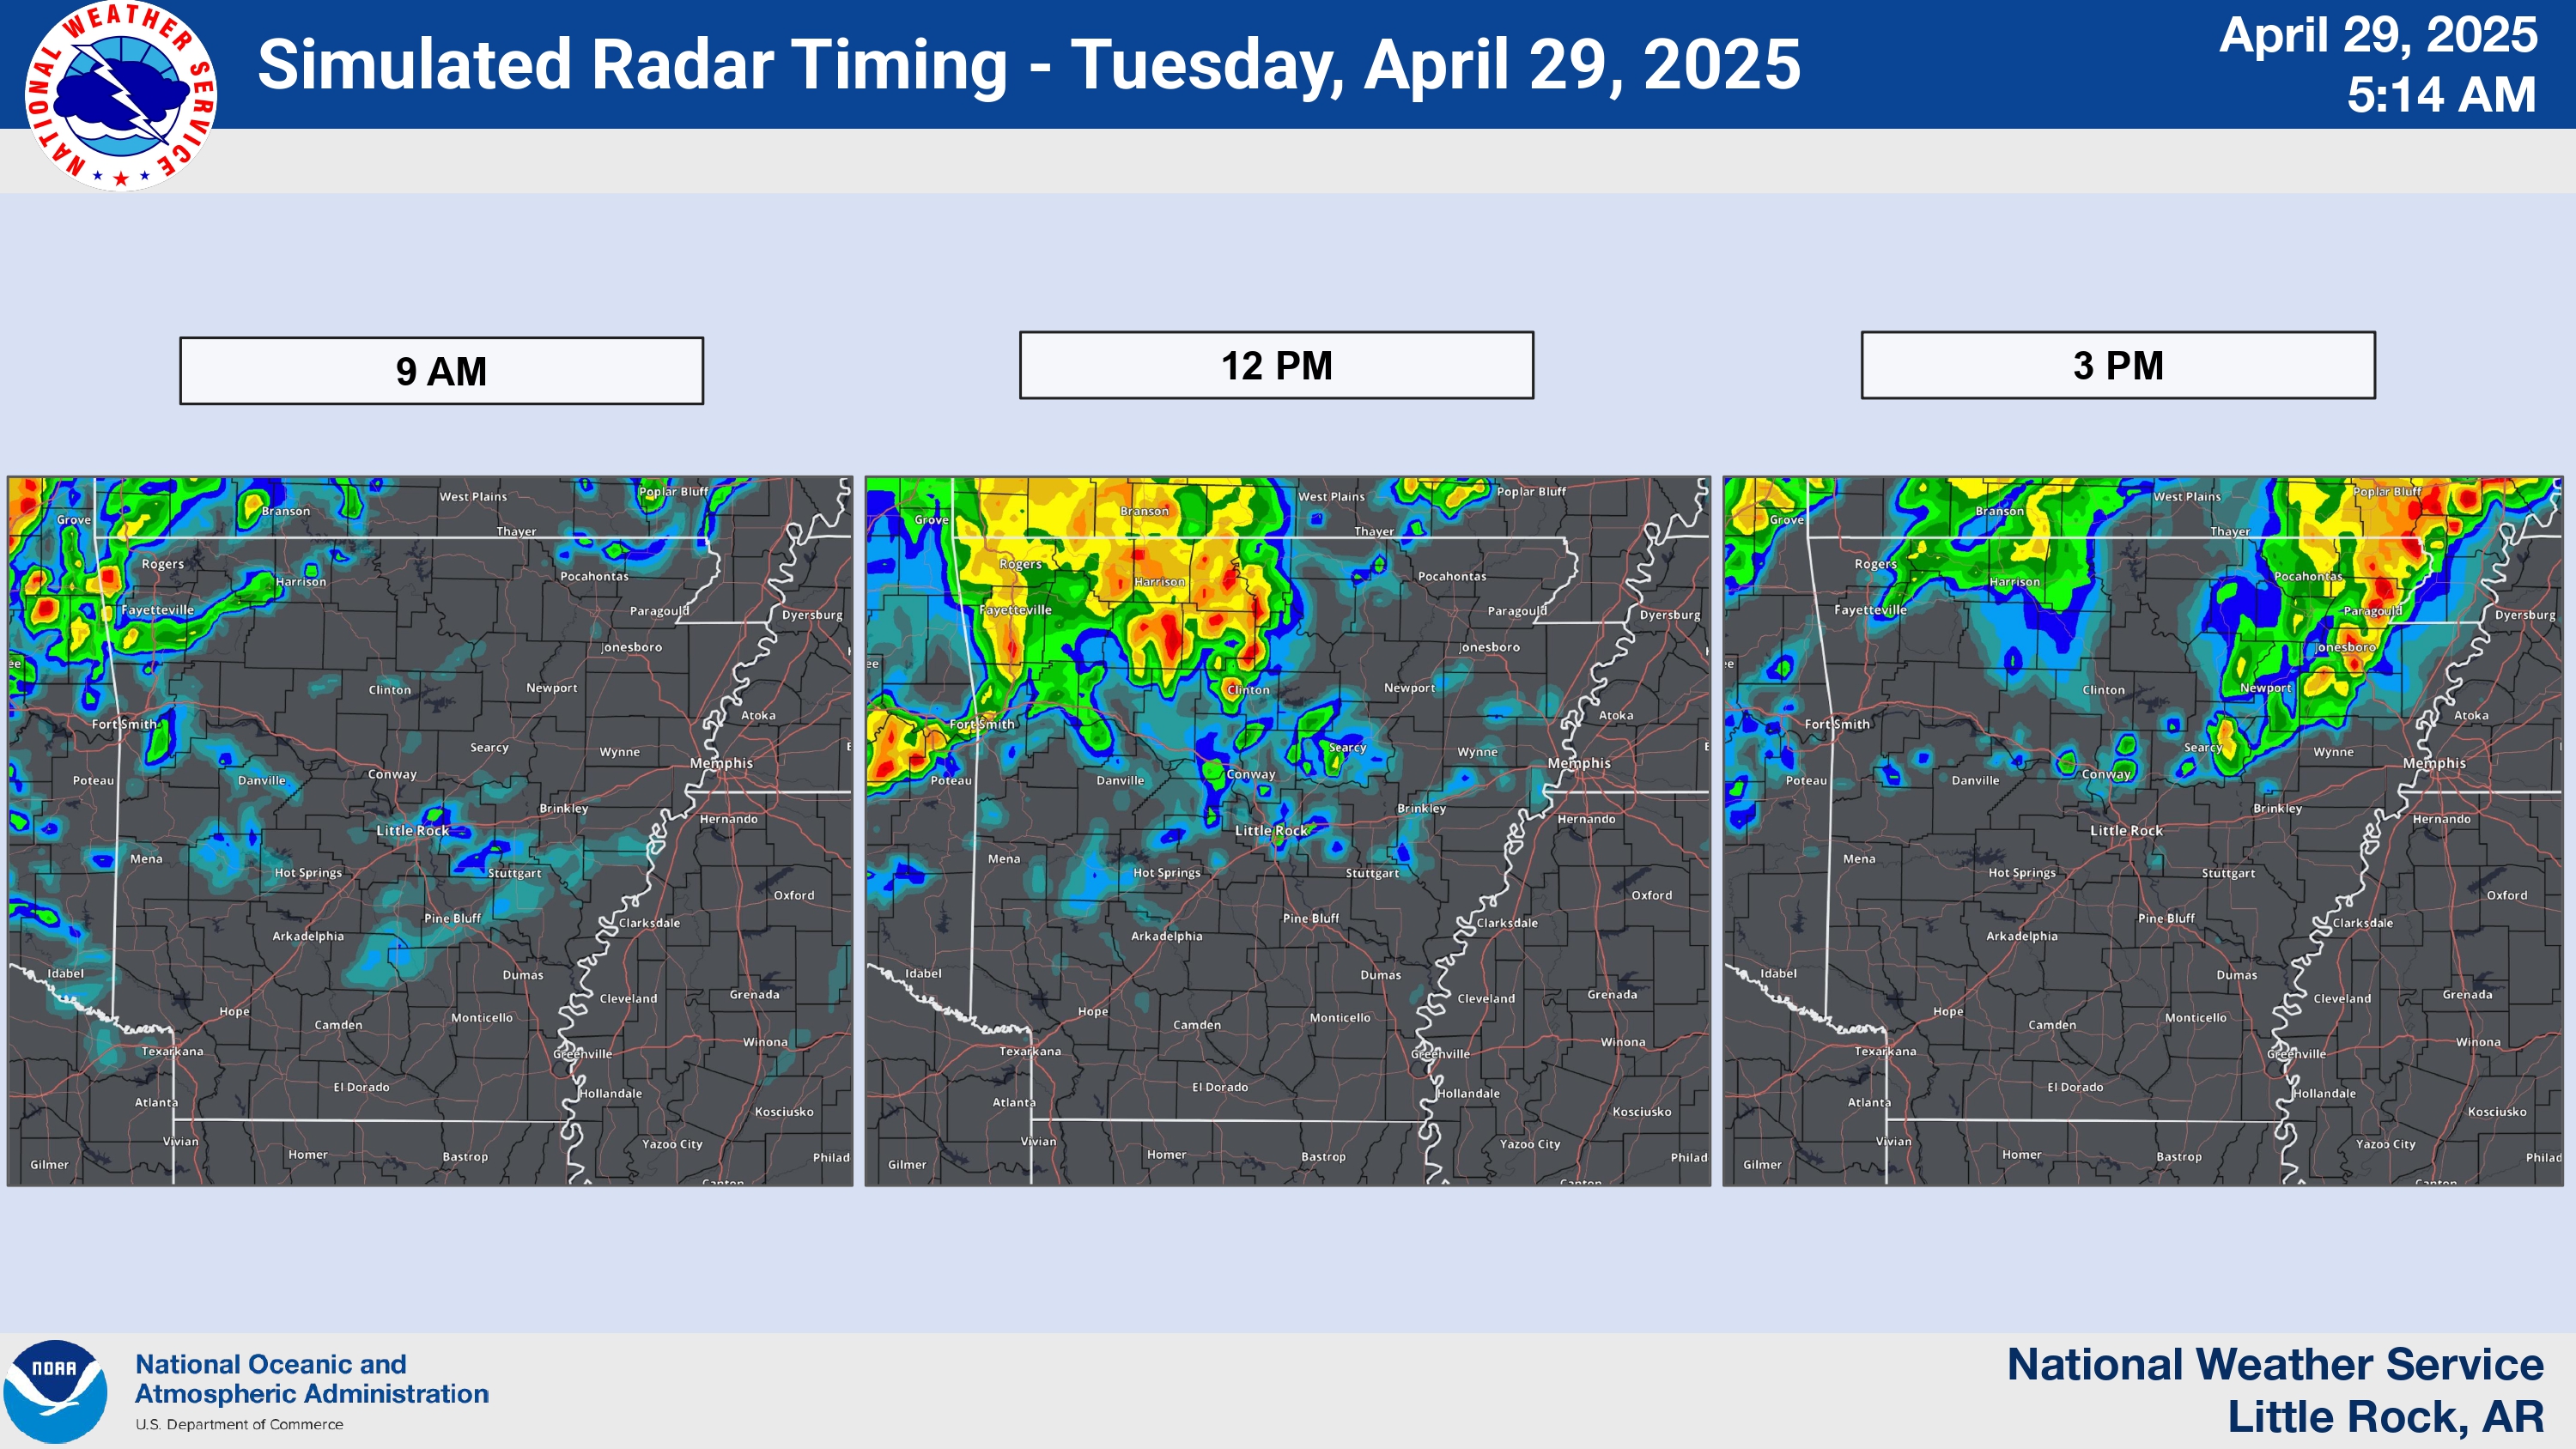 NATIONAL WEATHER SERVICE
Simulated Radar Timing - Tuesday, April 29, 2025
April 29, 2025
5:14 AM
9 AM
12 PM
3 PM
West Plains
Poplar Bluff
Grove
Branson
Thayer
Rogers
Harrison
Pocahontas
Fayetteville
Paragould
Dyersburg
Jonesboro
ee
Clinton
Newport
Fort Smith
Atoka
Searcy
Wynne
Memphis
Poteau
Danville
Conway
Brinkley
Hernando
Little Rock
Mena
Hot Springs
Stuttgart
Oxford
Pine Bluff
Clarksdale
Arkadelphia
Idabel
Dumas
Cleveland
Grenada
Hope
Camden
Monticello
Winona
Texarkana
Greenville
El Dorado
Hollandale
Atlanta
Kosciusko
Vivian
Yazoo City
Homer
Bastrop
Philad
Gilmer
Canton
West Plains
Poplar Bluff
Grove
Branson
Thayer
Rogers
Harrison
Pocahontas
Fayetteville
Paragould
Dyersburg
Jonesboro
ee
Clinton
Newport
Fort Smith
Atoka
Searcy
Wynne
Memphis
Poteau
Danville
Conway
Brinkley
Hernando
Little Rock
Mena
Hot Springs
Stuttgart
Oxford
Pine Bluff
Clarksdale
Arkadelphia
Idabel
Dumas
Cleveland
Grenada
Hope
Camden
Monticello
Winona
Texarkana
Greenville
El Dorado
Hollandale
Atlanta
Kosciusko
Vivian
Yazoo City
Homer
Bastrop
Philad
Gilmer
Canton
West Plains
Poplar Bluff
Grove
Branson
Thayer
Rogers
Harrison
Pocahontas
Fayetteville
Paragould
Dyersburg
Jonesboro
ee
Clinton
Newport
Fort Smith
Atoka
Searcy
Wynne
Memphis
Poteau
Danville
Conway
Brinkley
Hernando
Little Rock
Mena
Hot Springs
Stuttgart
Oxford
Pine Bluff
Clarksdale
Arkadelphia
Idabel
Dumas
Cleveland
Grenada
Hope
Camden
Monticello
Winona
Texarkana
Greenville
El Dorado
Hollandale
Atlanta
Kosciusko
Vivian
Yazoo City
Homer
Bastrop
Philad
Gilmer
Canton
NOAA
National Oceanic and
Atmospheric Administration
U.S. Department of Commerce
National Weather Service
Little Rock, AR